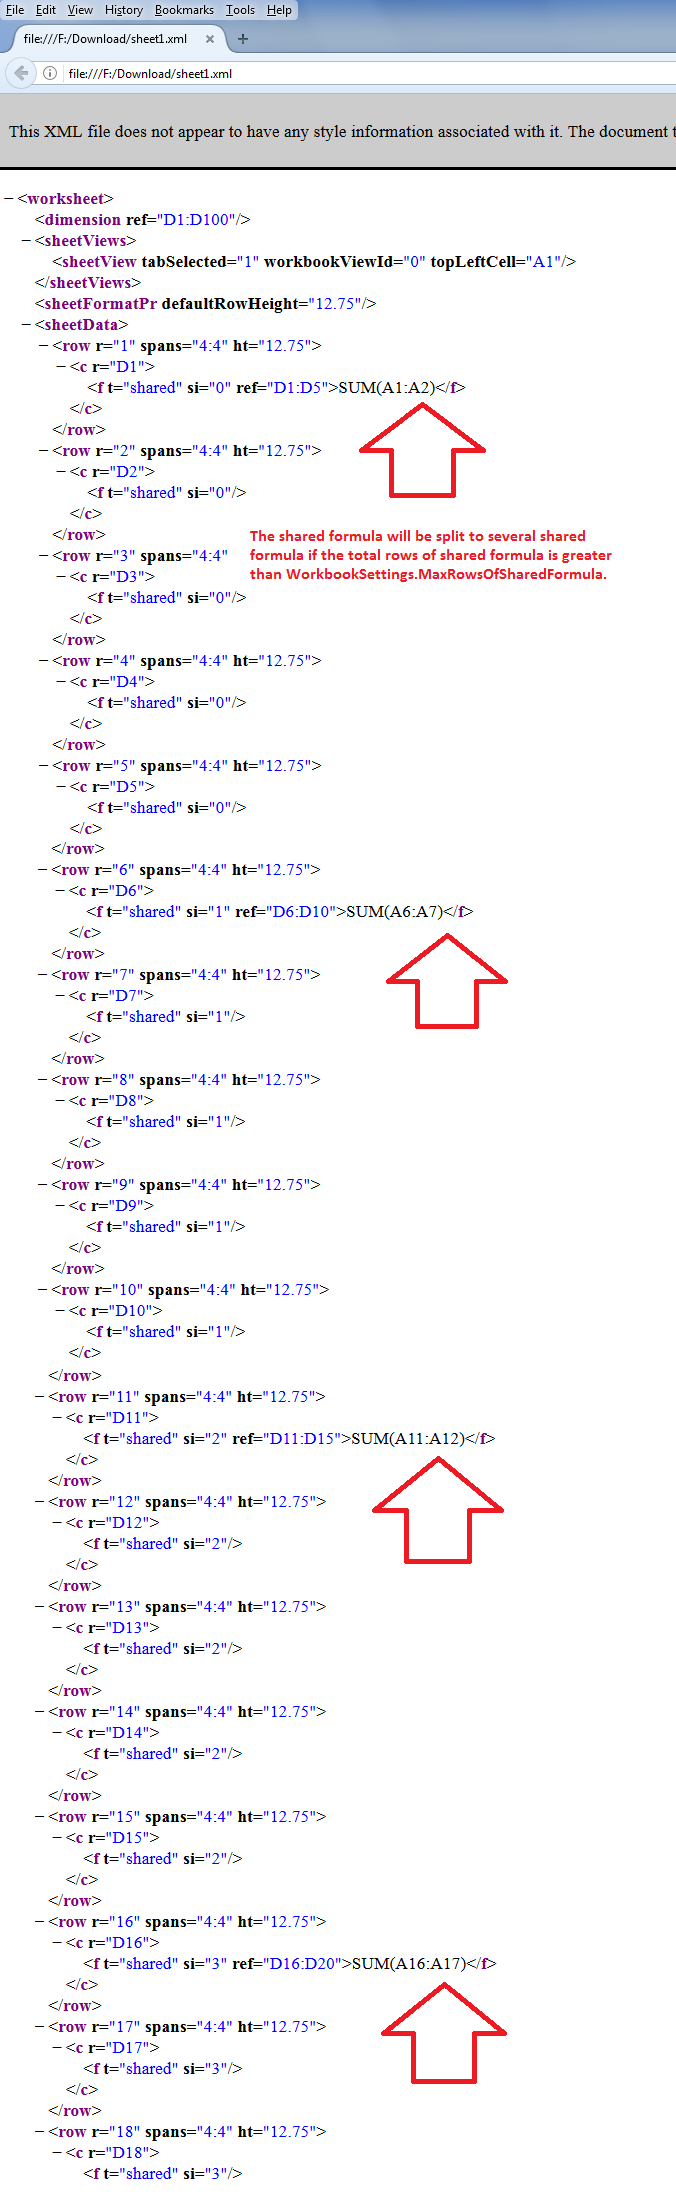 File Edit View History Bookmarks Tools Help
file:///F:/Download/sheet1.xml × +
file:///F:/Download/sheet1.xml
This XML file does not appear to have any style information associated with it. The document t
−<worksheet>
<dimension ref="D1:D100"/>
−<sheetViews>
<sheetView tabSelected="1" workbookViewId="0" topLeftCell="A1"/>
</sheetViews>
<sheetFormatPr defaultRowHeight="12.75"/>
−<sheetData>
−<row r="1" spans="4:4" ht="12.75">
−<c r="D1">
<f t="shared" si="0" ref="D1:D5">SUM(A1:A2)</f>
</c>
</row>
−<row r="2" spans="4:4" ht="12.75">
−<c r="D2">
<f t="shared" si="0"/>
</c>
</row>
The shared formula will be split to several shared
formula if the total rows of shared formula is greater
than WorkbookSettings.MaxRowsOfSharedFormula.
−<row r="3" spans="4:4"
−<c r="D3">
<f t="shared" si="0"/>
</c>
</row>
−<row r="4" spans="4:4" ht="12.75">
−<c r="D4">
<f t="shared" si="0"/>
</c>
</row>
−<row r="5" spans="4:4" ht="12.75">
−<c r="D5">
<f t="shared" si="0"/>
</c>
</row>
−<row r="6" spans="4:4" ht="12.75">
−<c r="D6">
<f t="shared" si="1" ref="D6:D10">SUM(A6:A7)</f>
</c>
</row>
−<row r="7" spans="4:4" ht="12.75">
−<c r="D7">
<f t="shared" si="1"/>
</c>
</row>
−<row r="8" spans="4:4" ht="12.75">
−<c r="D8">
<f t="shared" si="1"/>
</c>
</row>
−<row r="9" spans="4:4" ht="12.75">
−<c r="D9">
<f t="shared" si="1"/>
</c>
</row>
−<row r="10" spans="4:4" ht="12.75">
−<c r="D10">
<f t="shared" si="1"/>
</c>
</row>
−<row r="11" spans="4:4" ht="12.75">
−<c r="D11">
<f t="shared" si="2" ref="D11:D15">SUM(A11:A12)</f>
</c>
</row>
−<row r="12" spans="4:4" ht="12.75">
−<c r="D12">
<f t="shared" si="2"/>
</c>
</row>
−<row r="13" spans="4:4" ht="12.75">
−<c r="D13">
<f t="shared" si="2"/>
</c>
</row>
−<row r="14" spans="4:4" ht="12.75">
−<c r="D14">
<f t="shared" si="2"/>
</c>
</row>
−<row r="15" spans="4:4" ht="12.75">
−<c r="D15">
<f t="shared" si="2"/>
</c>
</row>
−<row r="16" spans="4:4" ht="12.75">
−<c r="D16">
<f t="shared" si="3" ref="D16:D20">SUM(A16:A17)</f>
</c>
</row>
−<row r="17" spans="4:4" ht="12.75">
−<c r="D17">
<f t="shared" si="3"/>
</c>
</row>
−<row r="18" spans="4:4" ht="12.75">
−<c r="D18">
<f t="shared" si="3"/>